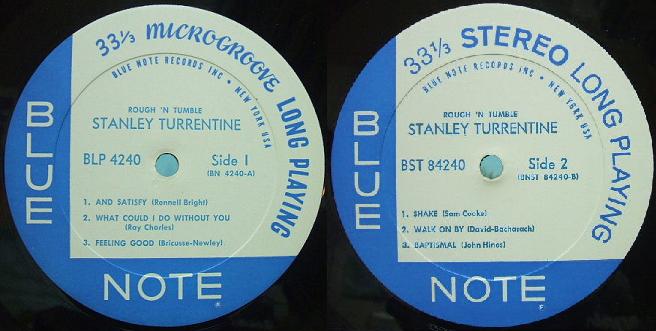 33 1/3 MICROGROOVE LONG PLAYING
BLUE NOTE RECORDS INC • NEW YORK USA
ROUGH 'N TUMBLE
STANLEY TURRENTINE
BLP 4240 Side 1
(BN 4240-A)
1. AND SATISFY (Ronnell Bright)
2. WHAT COULD I DO WITHOUT YOU
(Ray Charles)
3. FEELING GOOD (Bricusse-Newley)
BLUE
NOTE
33 1/3 STEREO LONG PLAYING
BLUE NOTE RECORDS INC • NEW YORK USA
ROUGH 'N TUMBLE
STANLEY TURRENTINE
BST 84240 Side 2
(BNST 84240-B)
1. SHAKE (Sam Cooke)
2. WALK ON BY (David-Bacharach)
3. BAPTISMAL (John Hines)
BLUE
NOTE